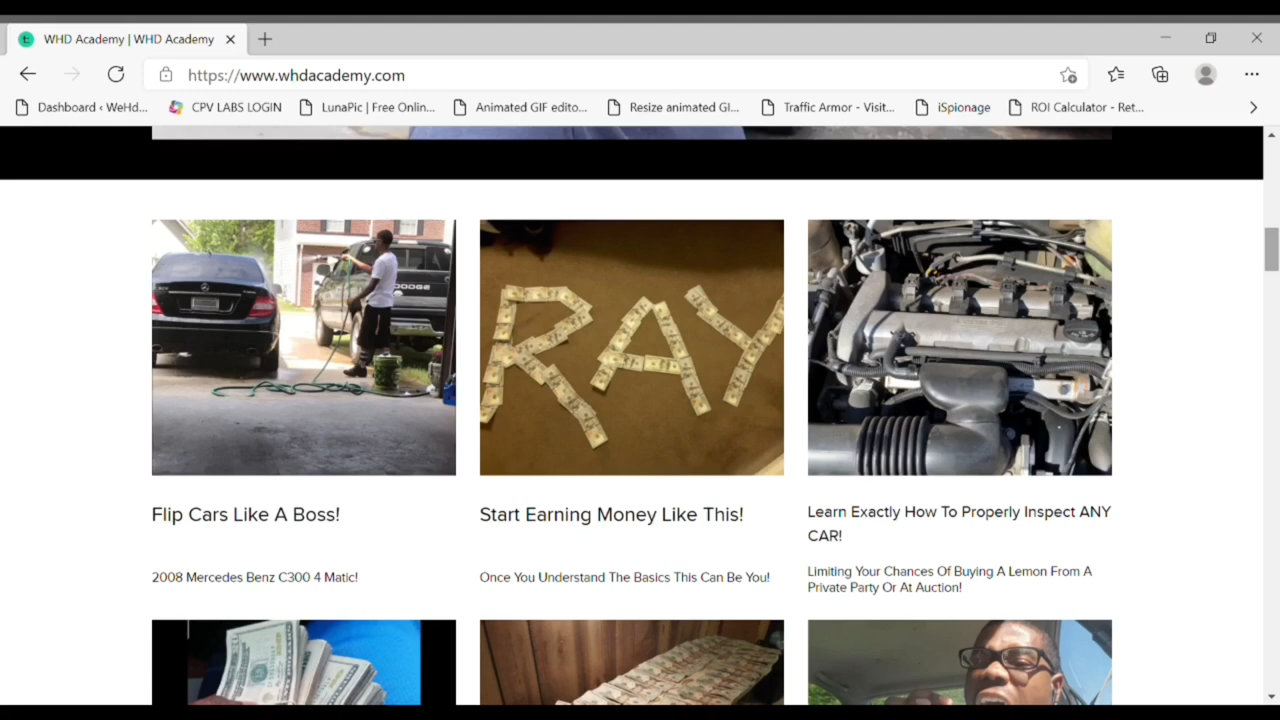 WHD Academy | WHD Academy
https://www.whdacademy.com
Dashboard ‹ WeHd...
CPV LABS LOGIN
LunaPic | Free Onlin...
Animated GIF edito...
Resize animated GI...
Traffic Armor - Visit...
iSpionage
ROI Calculator - Ret...
DODGE
RAY
Flip Cars Like A Boss!
Start Earning Money Like This!
Learn Exactly How To Properly Inspect ANY
CAR!
2008 Mercedes Benz C300 4 Matic!
Once You Understand The Basics This Can Be You!
Limiting Your Chances Of Buying A Lemon From A
Private Party Or At Auction!